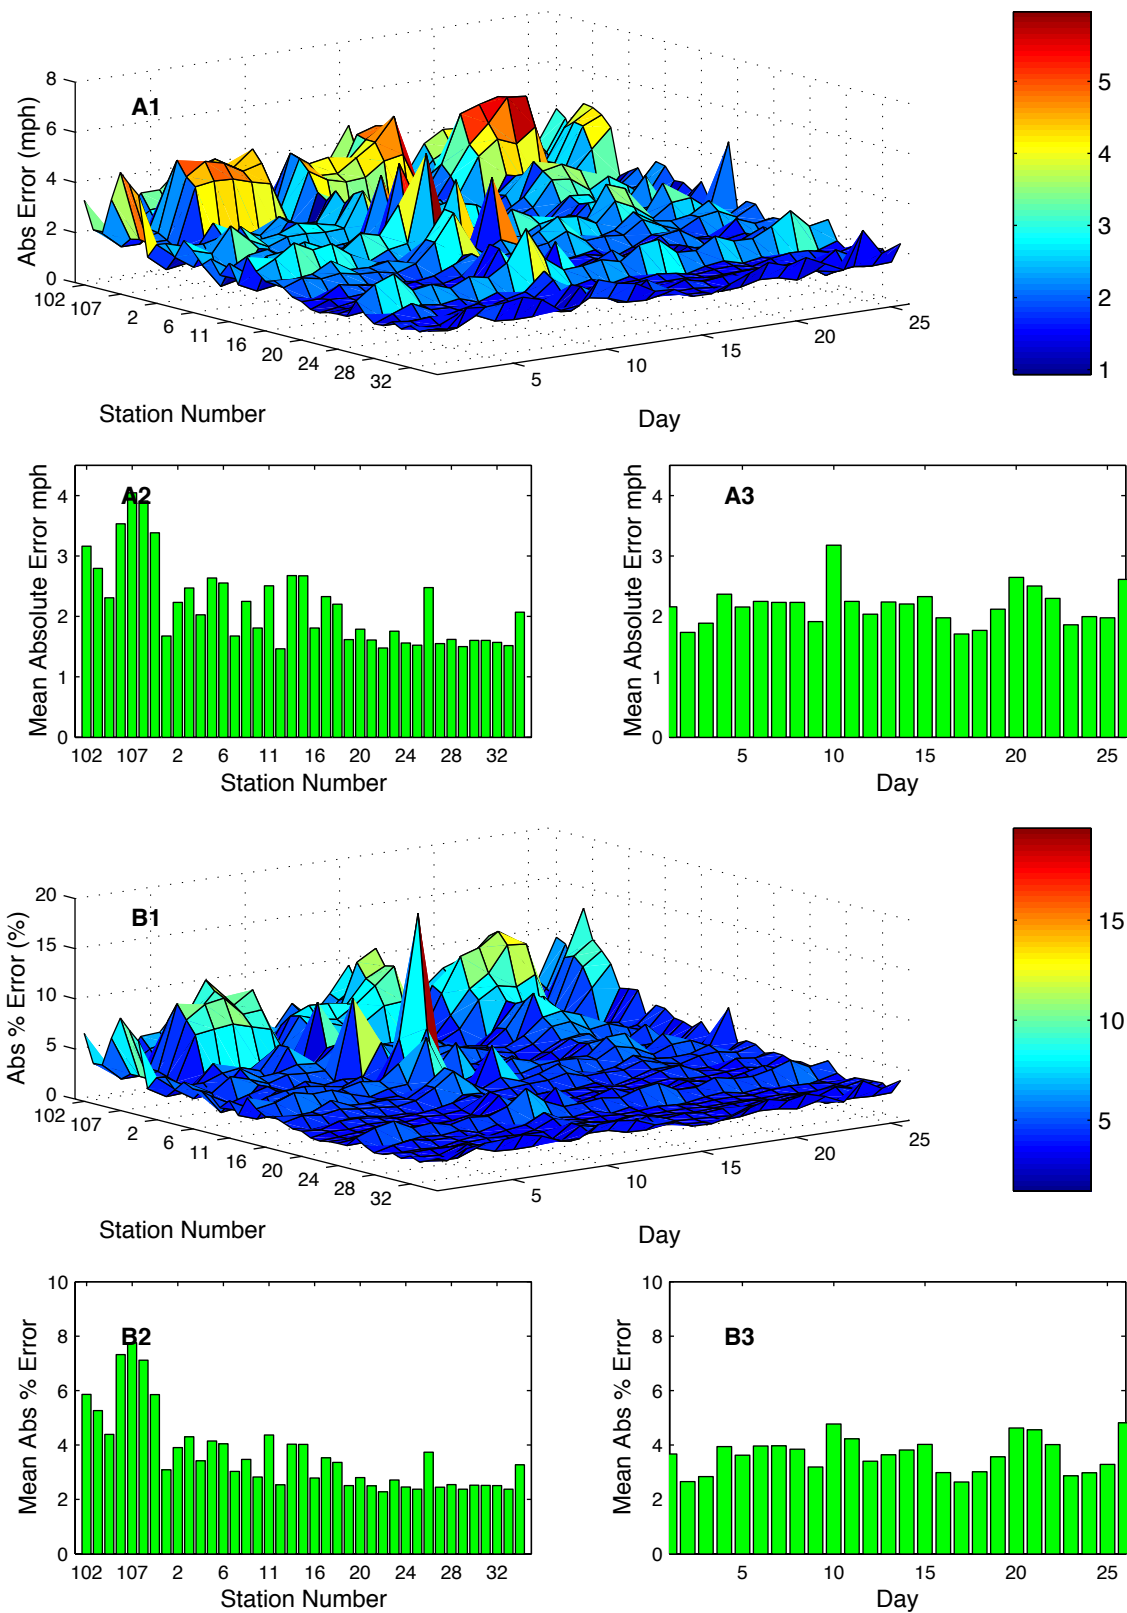 A1
Abs Error (mph)
8
6
4
2
0
102
107
2
6
11
16
20
24
28
32
Station Number
5
10
15
20
25
Day
5
4
3
2
1
A2
Mean Absolute Error mph
4
3
2
1
0
102 107 2 6 11 16 20 24 28 32
Station Number
A3
Mean Absolute Error mph
4
3
2
1
0
5 10 15 20 25
Day
B1
Abs % Error (%)
20
15
10
5
0
102
107
2
6
11
16
20
24
28
32
Station Number
5
10
15
20
25
Day
15
10
5
B2
Mean Abs % Error
10
8
6
4
2
0
102 107 2 6 11 16 20 24 28 32
Station Number
B3
Mean Abs % Error
10
8
6
4
2
0
5 10 15 20 25
Day